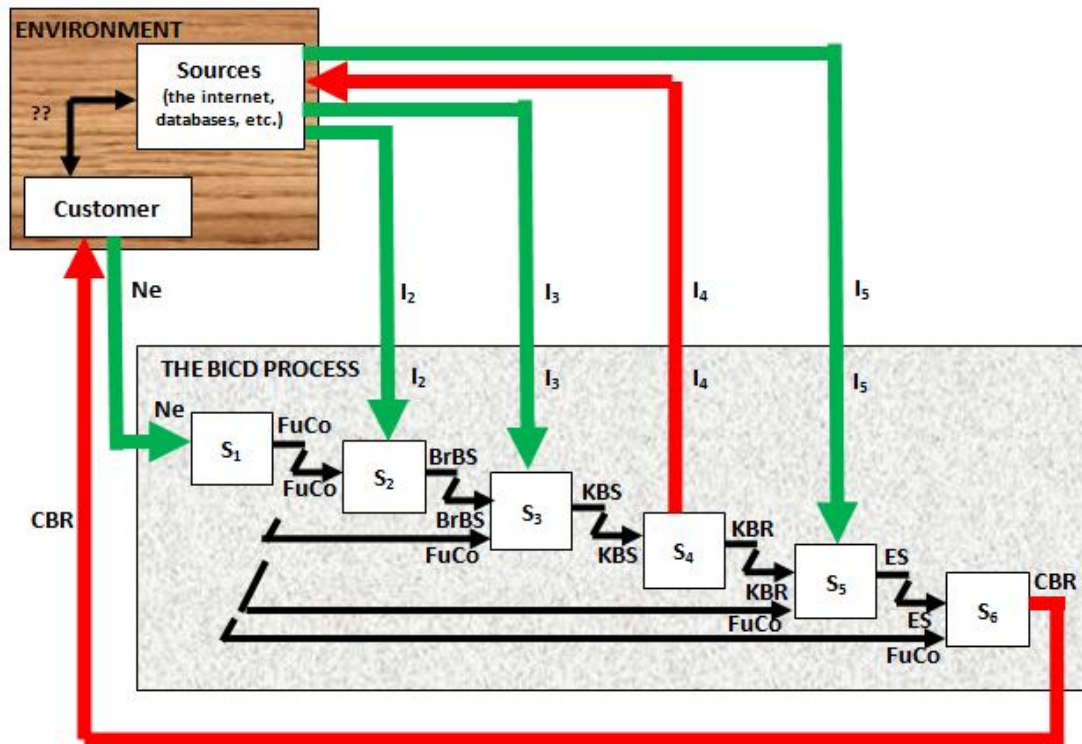 ENVIRONMENT
Sources
(the internet,
databases, etc.)
??
Customer
Ne
I₂
I₃
I₄
I₅
THE BICD PROCESS
I₂
I₃
I₄
I₅
Ne
S₁
FuCo
FuCo
S₂
BrBS
BrBS
FuCo
S₃
KBS
KBS
S₄
KBR
KBR
FuCo
S₅
ES
ES
FuCo
S₆
CBR
CBR